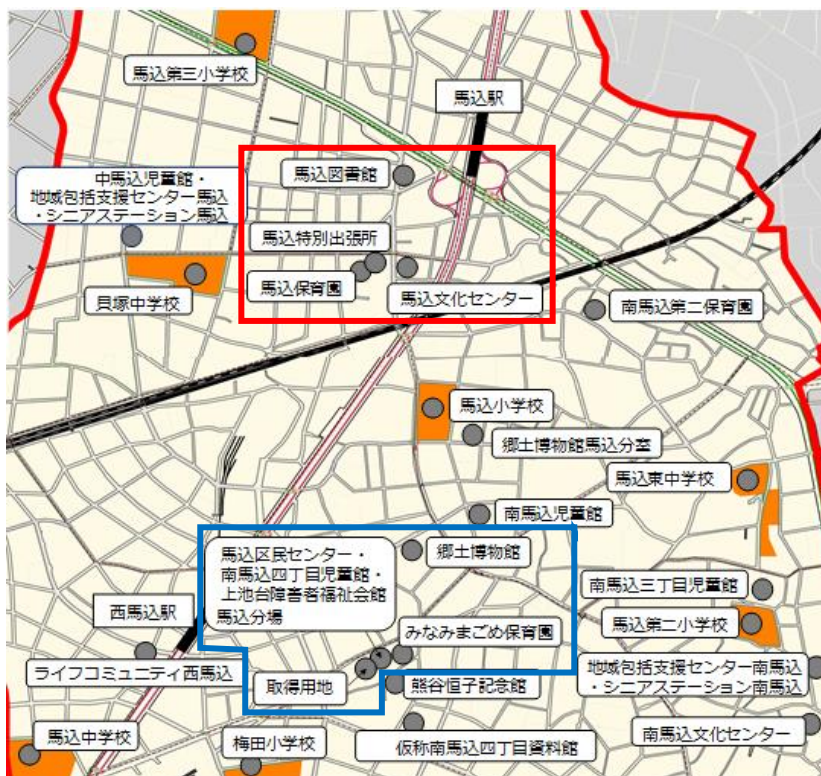 馬込第三小学校
馬込駅
中馬込児童館・
地域包括支援センター馬込
・シニアステーション馬込
馬込図書館
馬込特別出張所
馬込保育園
馬込文化センター
貝塚中学校
南馬込第二保育園
馬込小学校
郷土博物館馬込分室
馬込東中学校
南馬込児童館
馬込区民センター・
南馬込四丁目児童館・
上池台障害者福祉会館
馬込分場
郷土博物館
南馬込三丁目児童館
西馬込駅
みなみまごめ保育園
馬込第二小学校
ライフコミュニティ西馬込
取得用地
熊谷恒子記念館
地域包括支援センター南馬込
・シニアステーション南馬込
馬込中学校
梅田小学校
仮称南馬込四丁目資料館
南馬込文化センター